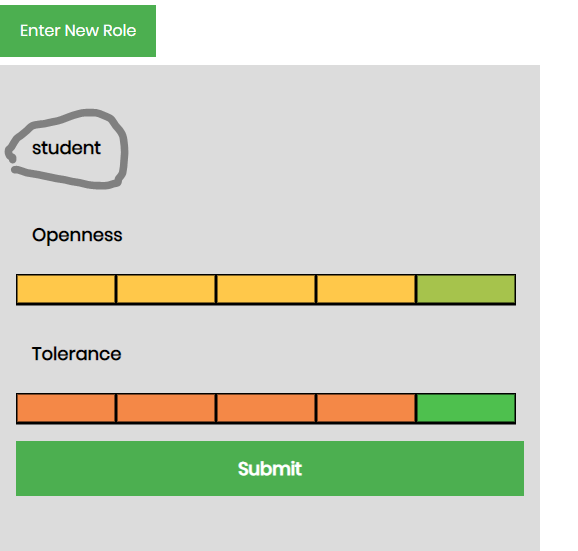 Enter New Role
student
Openness
Tolerance
Submit